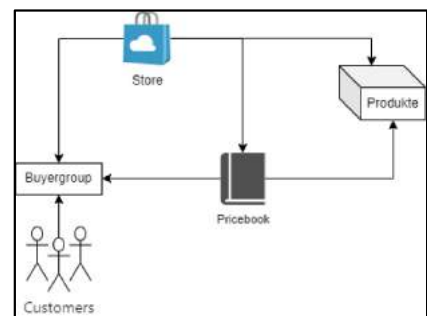 Store
Produkte
Buyergroup
Pricebook
Customers